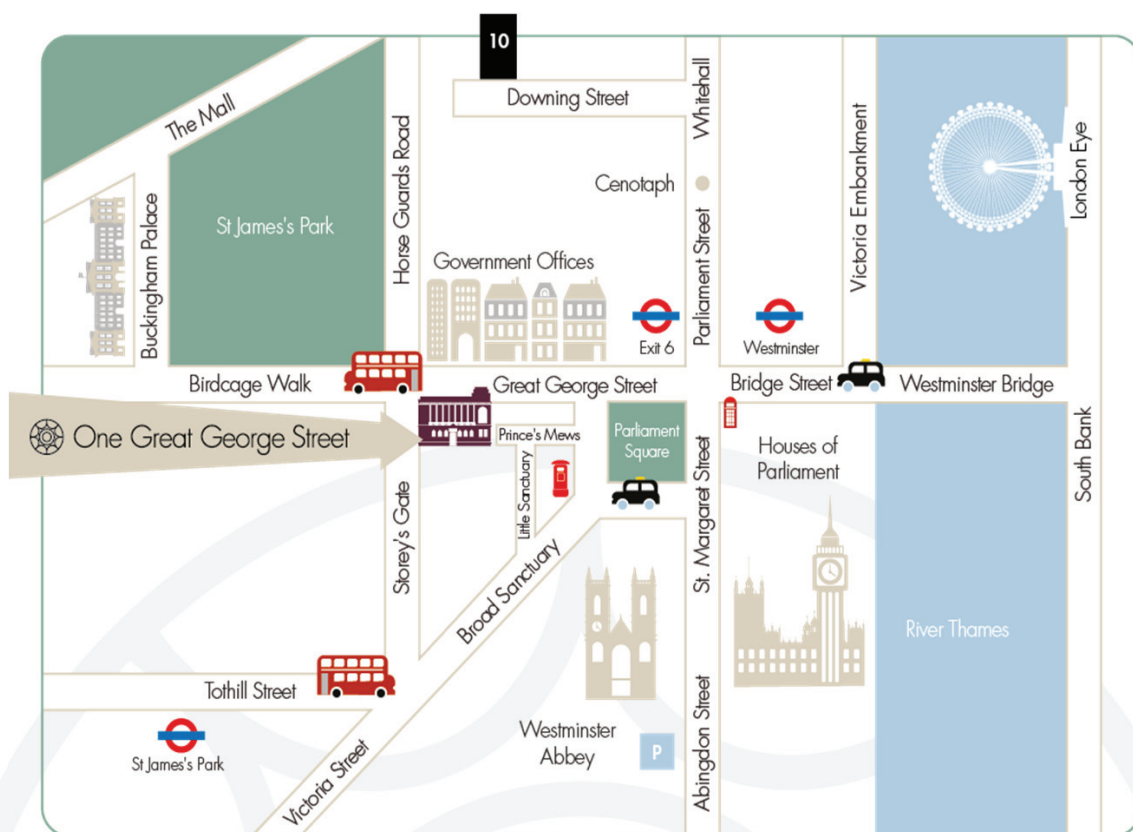 10
Downing Street
The Mall
Whitehall
Horse Guards Road
Victoria Embankment
London Eye
Cenotaph
St James's Park
Buckingham Palace
Government Offices
Parliament Street
Exit 6
Westminster
Birdcage Walk
Great George Street
Bridge Street
Westminster Bridge
One Great George Street
Prince's Mews
Parliament
Square
Houses of
Parliament
South Bank
Little Sanctuary
St. Margaret Street
Storey's Gate
Broad Sanctuary
River Thames
Tothill Street
Westminster
Abbey
P
Abingdon Street
St James's Park
Victoria Street